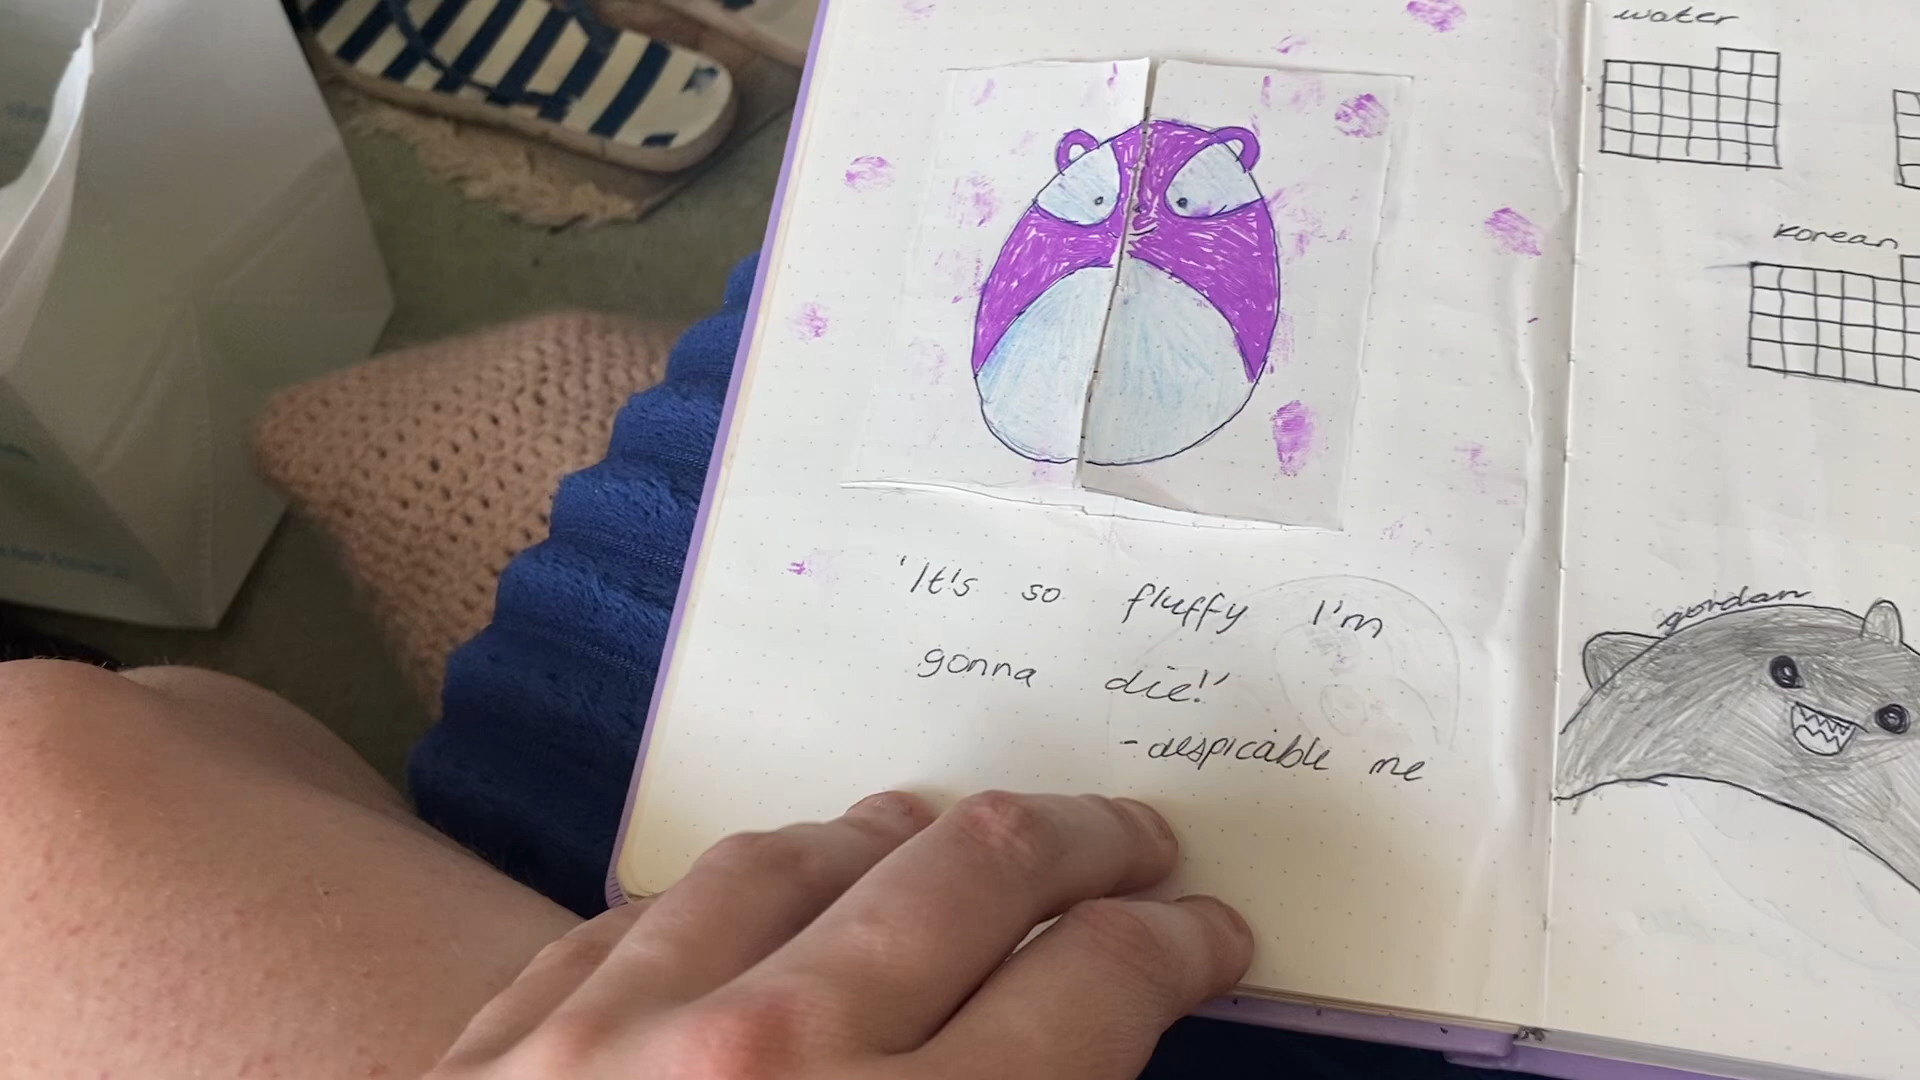 'It's so fluffy I'm
gonna die!'
- despicable me
water
Korean
gordan